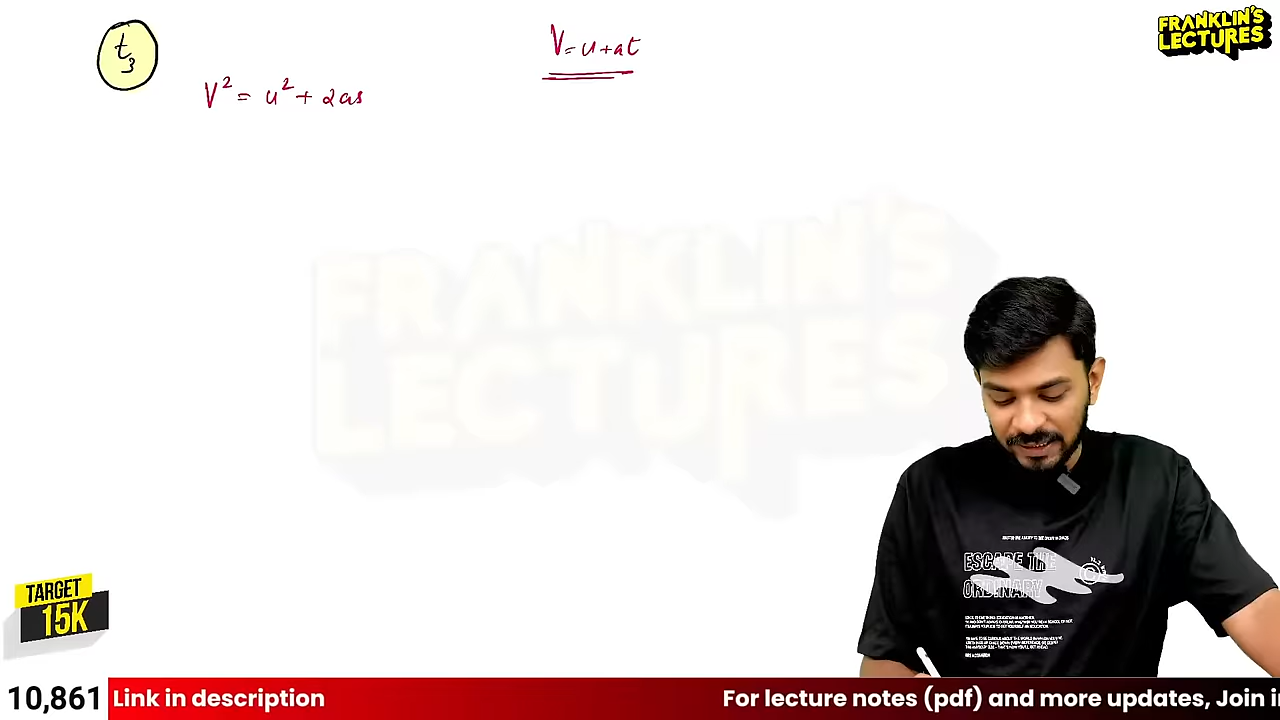 t3
V = u + at
V² = u² + 2as
FRANKLIN'S
LECTURES
FRANKLIN'S
LECTURES
ESCAPE THE
ORDINARY
TARGET
15K
10,861
Link in description
For lecture notes (pdf) and more updates, Join i